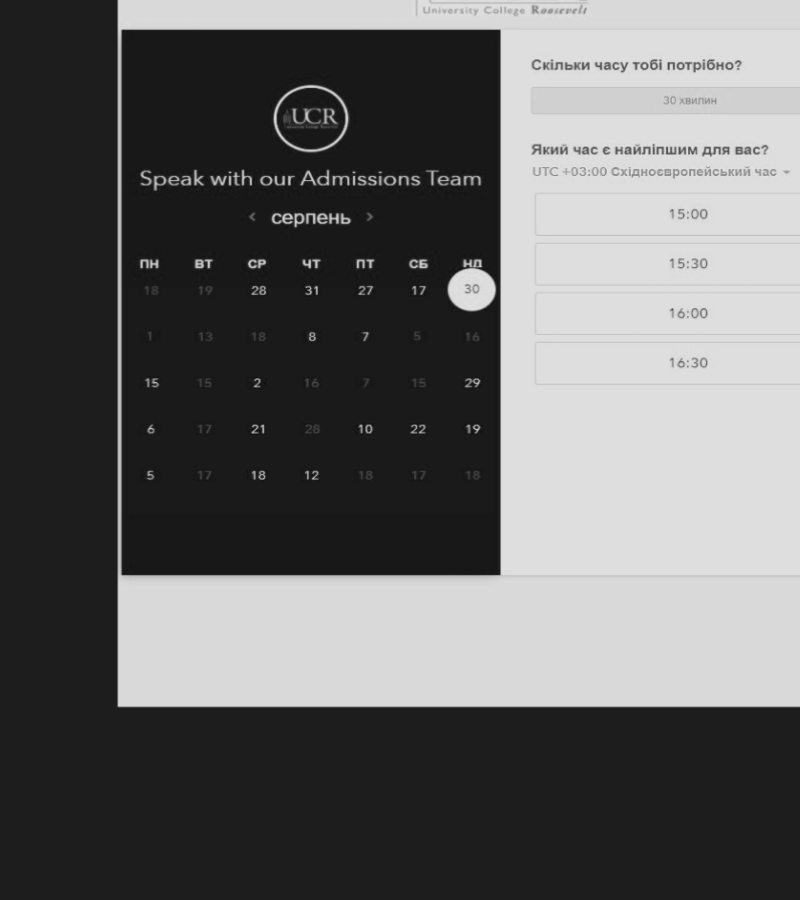 University College Roosevelt
UCR
Speak with our Admissions Team
< серпень >
ПН ВТ СР ЧТ ПТ СБ НД
18 19 28 31 27 17 30
1 13 18 8 7 5 16
15 15 2 16 7 15 29
6 17 21 28 10 22 19
5 17 18 12 18 17 18
Скільки часу тобі потрібно?
30 хвилин
Який час є найліпшим для вас?
UTC +03:00 Східноєвропейський час
15:00
15:30
16:00
16:30